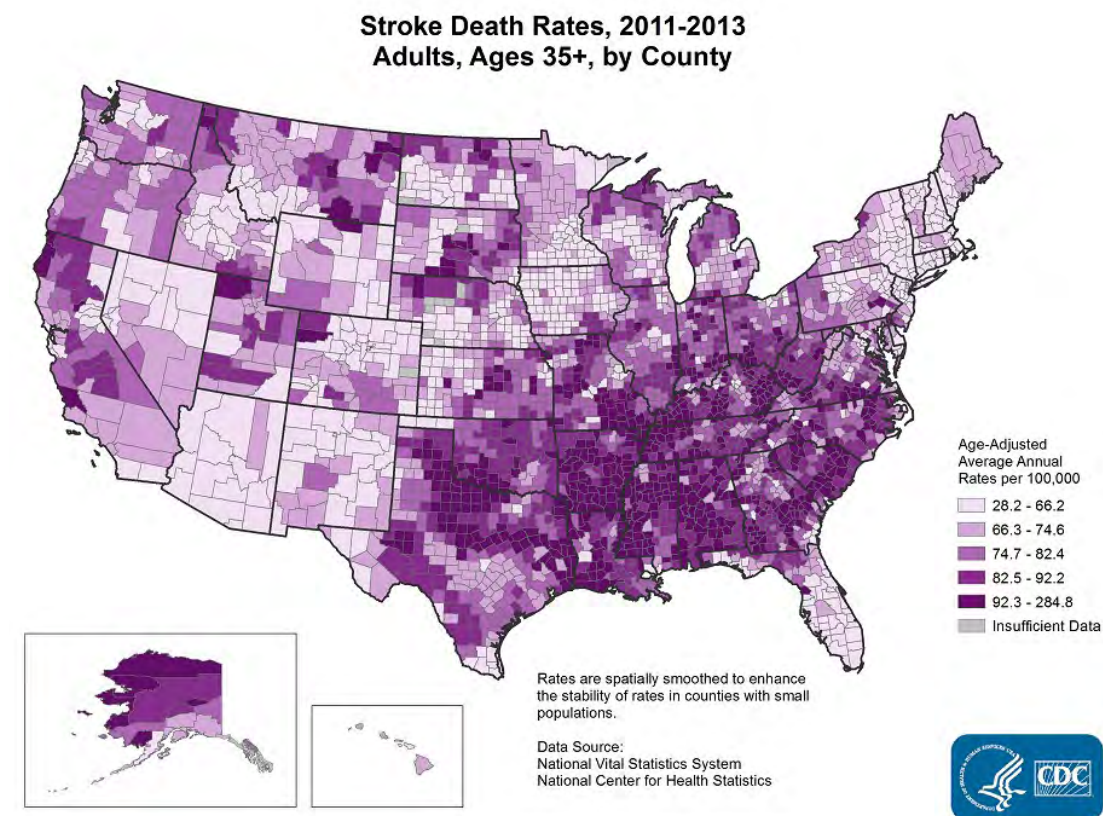 Stroke Death Rates, 2011-2013
Adults, Ages 35+, by County
Age-Adjusted
Average Annual
Rates per 100,000
28.2 - 66.2
66.3 - 74.6
74.7 - 82.4
82.5 - 92.2
92.3 - 284.8
Insufficient Data
Rates are spatially smoothed to enhance
the stability of rates in counties with small
populations.
Data Source:
National Vital Statistics System
National Center for Health Statistics
CDC